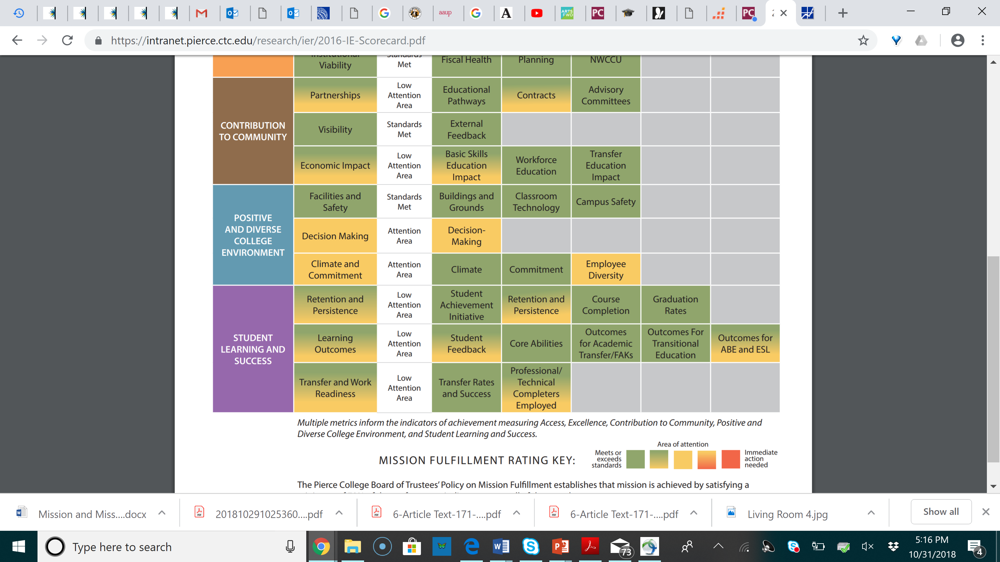 aaup
A
ARTS
FWD
PC
PC
https://intranet.pierce.ctc.edu/research/ier/2016-IE-Scorecard.pdf
Institutional
Viability
Standards
Met
Fiscal Health
Planning
NWCCU
CONTRIBUTION
TO COMMUNITY
Partnerships
Low
Attention
Area
Educational
Pathways
Contracts
Advisory
Committees
Visibility
Standards
Met
External
Feedback
Economic Impact
Low
Attention
Area
Basic Skills
Education
Impact
Workforce
Education
Transfer
Education
Impact
POSITIVE
AND DIVERSE
COLLEGE
ENVIRONMENT
Facilities and
Safety
Standards
Met
Buildings and
Grounds
Classroom
Technology
Campus Safety
Decision Making
Attention
Area
Decision-
Making
Climate and
Commitment
Attention
Area
Climate
Commitment
Employee
Diversity
STUDENT
LEARNING AND
SUCCESS
Retention and
Persistence
Low
Attention
Area
Student
Achievement
Initiative
Retention and
Persistence
Course
Completion
Graduation
Rates
Learning
Outcomes
Low
Attention
Area
Student
Feedback
Core Abilities
Outcomes
for Academic
Transfer/FAKs
Outcomes For
Transitional
Education
Outcomes for
ABE and ESL
Transfer and Work
Readiness
Low
Attention
Area
Transfer Rates
and Success
Professional/
Technical
Completers
Employed
Multiple metrics inform the indicators of achievement measuring Access, Excellence, Contribution to Community, Positive and
Diverse College Environment, and Student Learning and Success.
MISSION FULFILLMENT RATING KEY:
Area of attention
Meets or
exceeds
standards
Immediate
action
needed
The Pierce College Board of Trustees' Policy on Mission Fulfillment establishes that mission is achieved by satisfying a
Mission and Miss....docx
201810291025360....pdf
6-Article Text-171-....pdf
6-Article Text-171-....pdf
Living Room 4.jpg
Show all
Type here to search
73
5:16 PM
10/31/2018
4